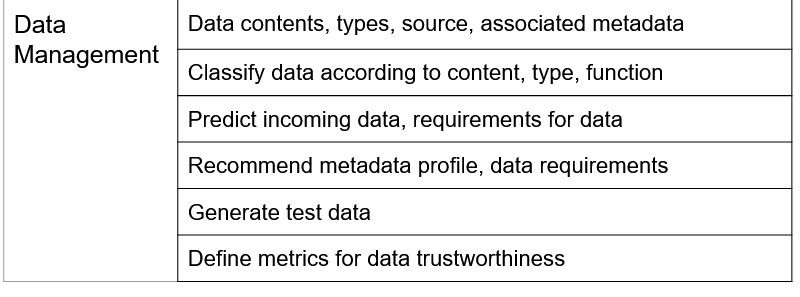 Data
Management
Data contents, types, source, associated metadata
Classify data according to content, type, function
Predict incoming data, requirements for data
Recommend metadata profile, data requirements
Generate test data
Define metrics for data trustworthiness